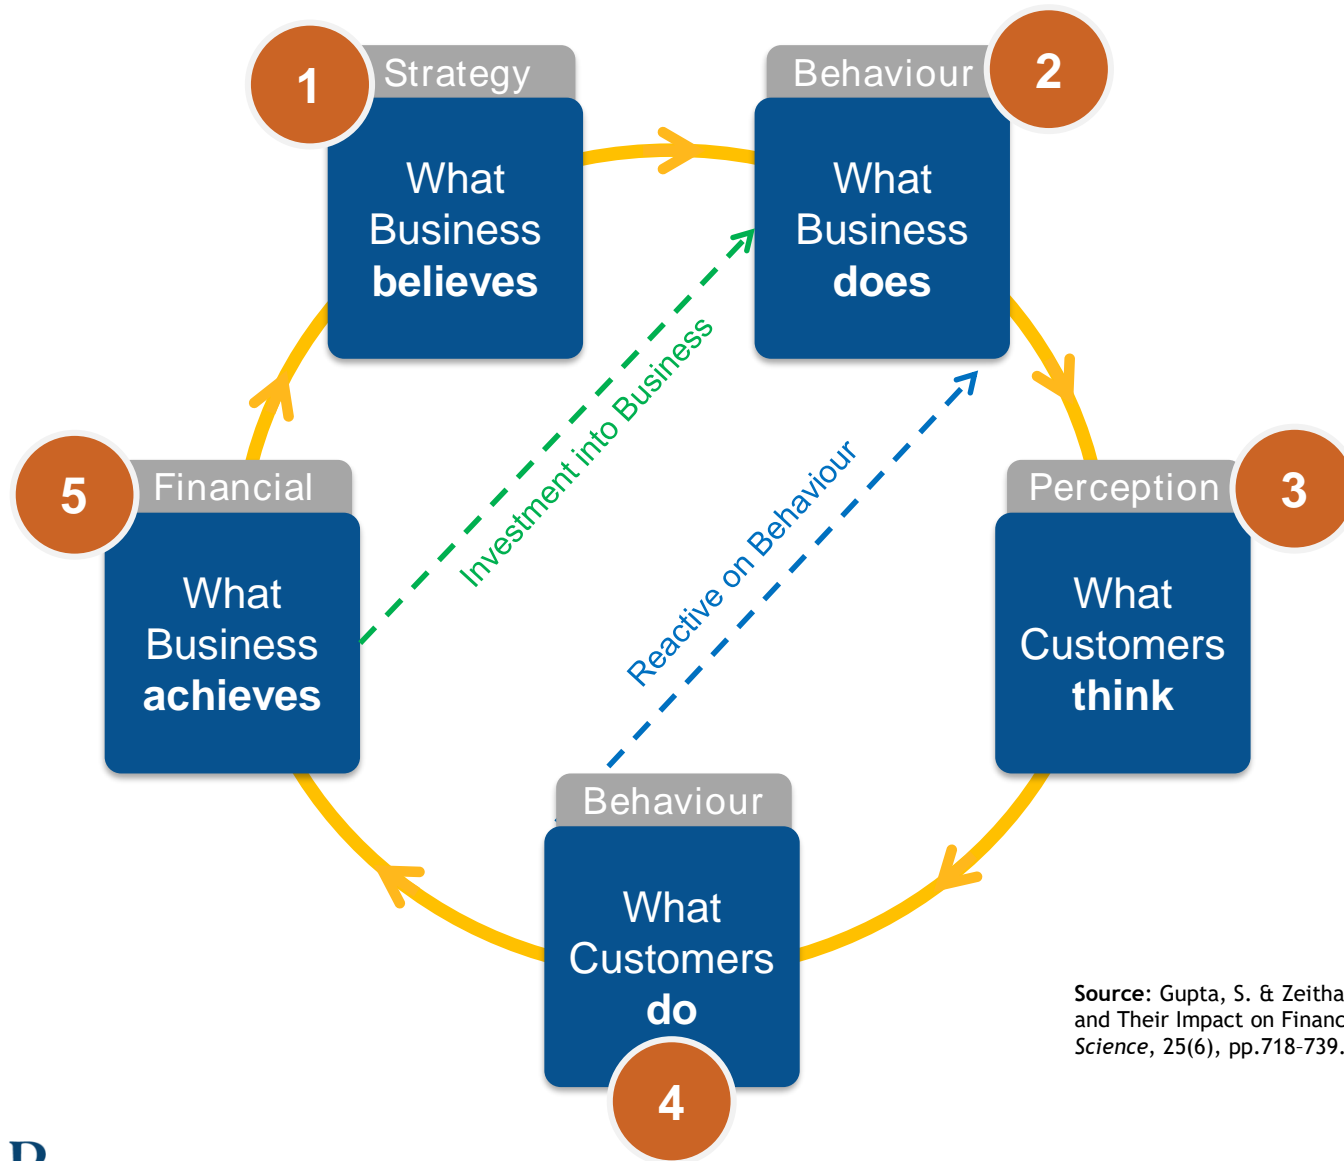 1
Strategy
What
Business
believes
Behaviour
2
What
Business
does
Investment into Business
Reactive on Behaviour
5
Financial
What
Business
achieves
Perception
3
What
Customers
think
Behaviour
What
Customers
do
4
Source: Gupta, S. & Zeitha
and Their Impact on Financ
Science, 25(6), pp.718–739.